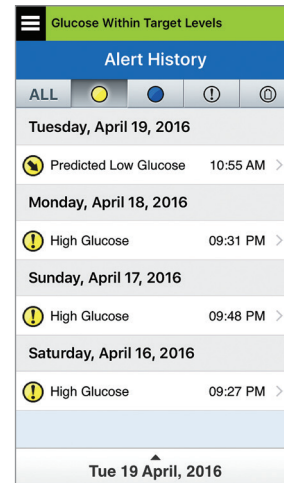 Glucose Within Target Levels
Alert History
ALL
Tuesday, April 19, 2016
Predicted Low Glucose 10:55 AM
Monday, April 18, 2016
High Glucose 09:31 PM
Sunday, April 17, 2016
High Glucose 09:48 PM
Saturday, April 16, 2016
High Glucose 09:27 PM
Tue 19 April, 2016